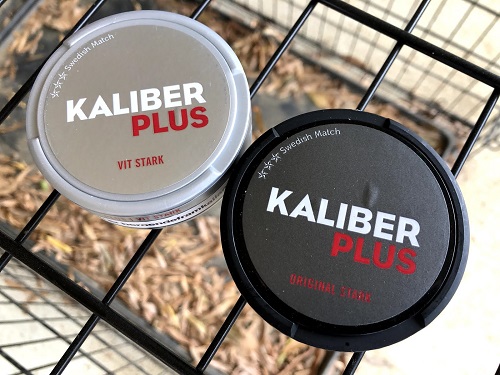 Swedish Match
KALIBER
PLUS
VIT STARK
Swedish Match
KALIBER
PLUS
ORIGINAL STARK